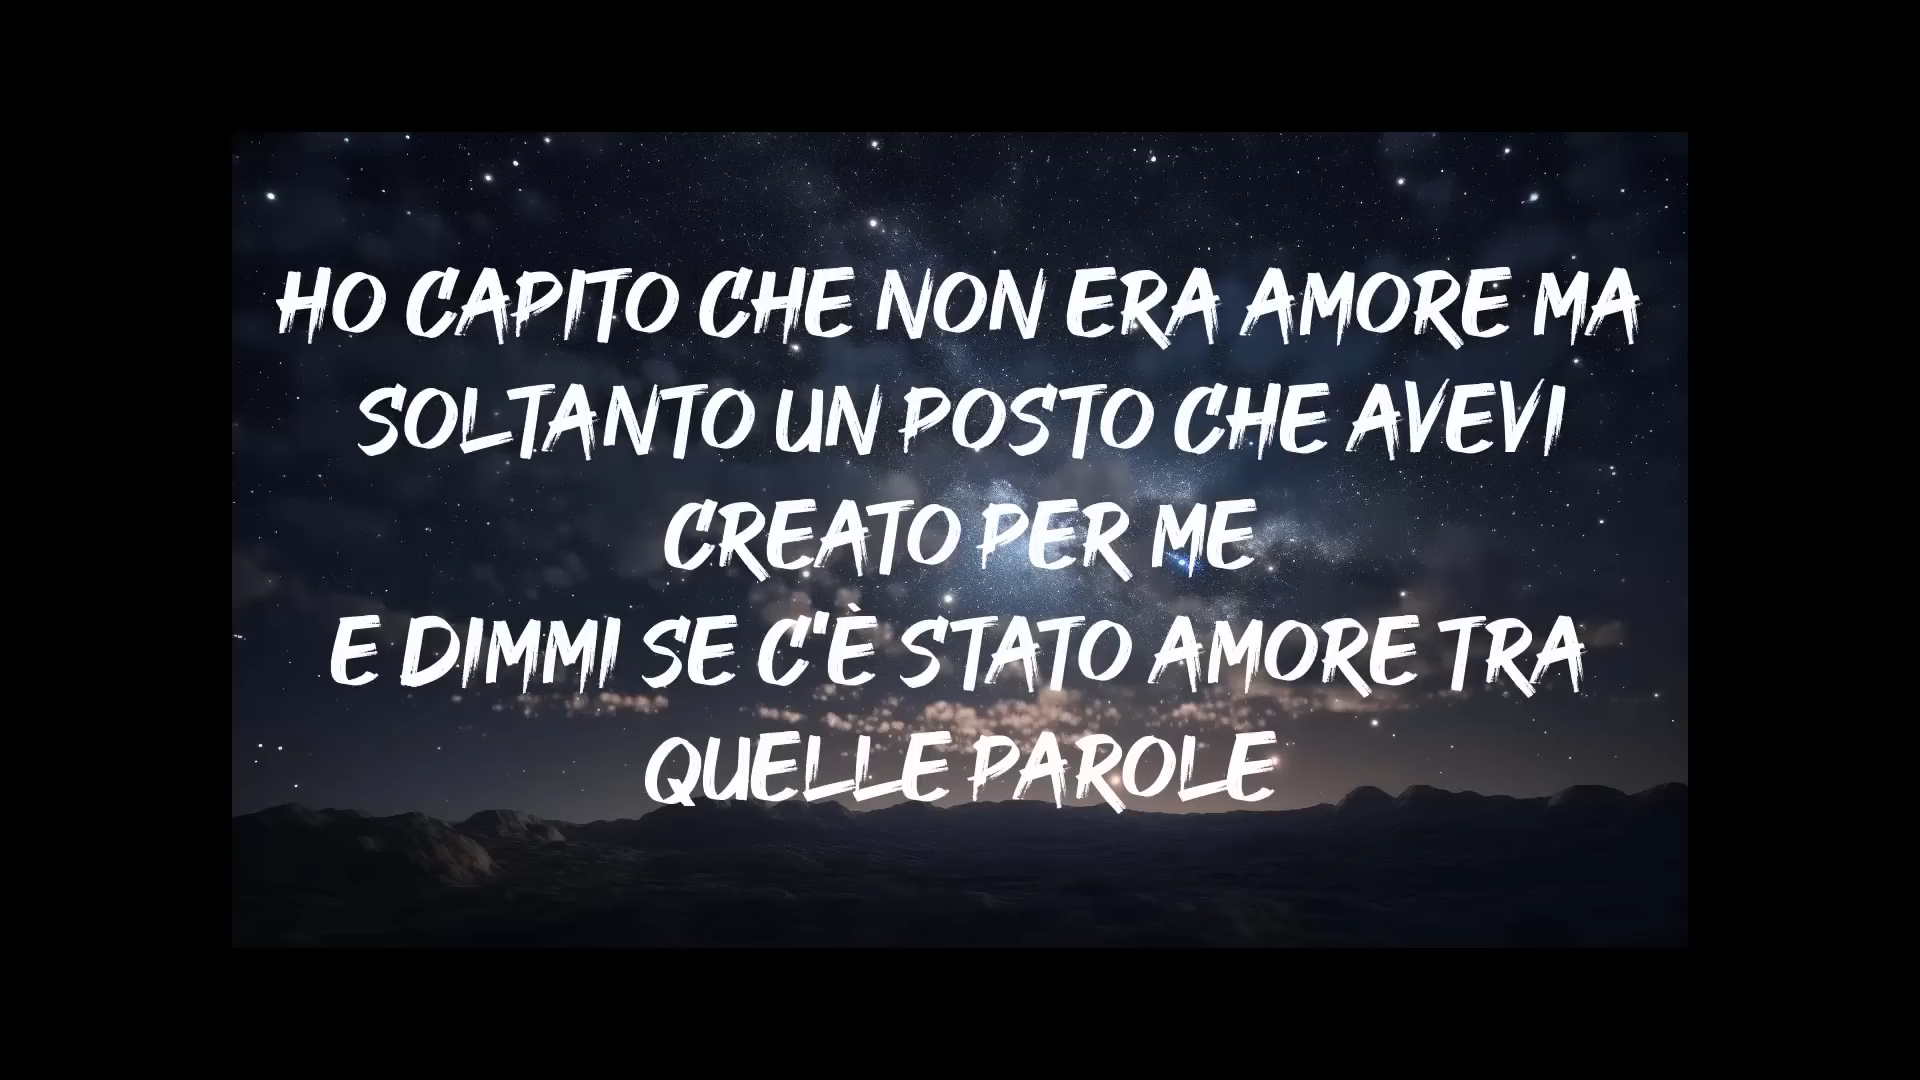 HO CAPITO CHE NON ERA AMORE MA
SOLTANTO UN POSTO CHE AVEVI
CREATO PER ME
E DIMMI SE C'È STATO AMORE TRA
QUELLE PAROLE